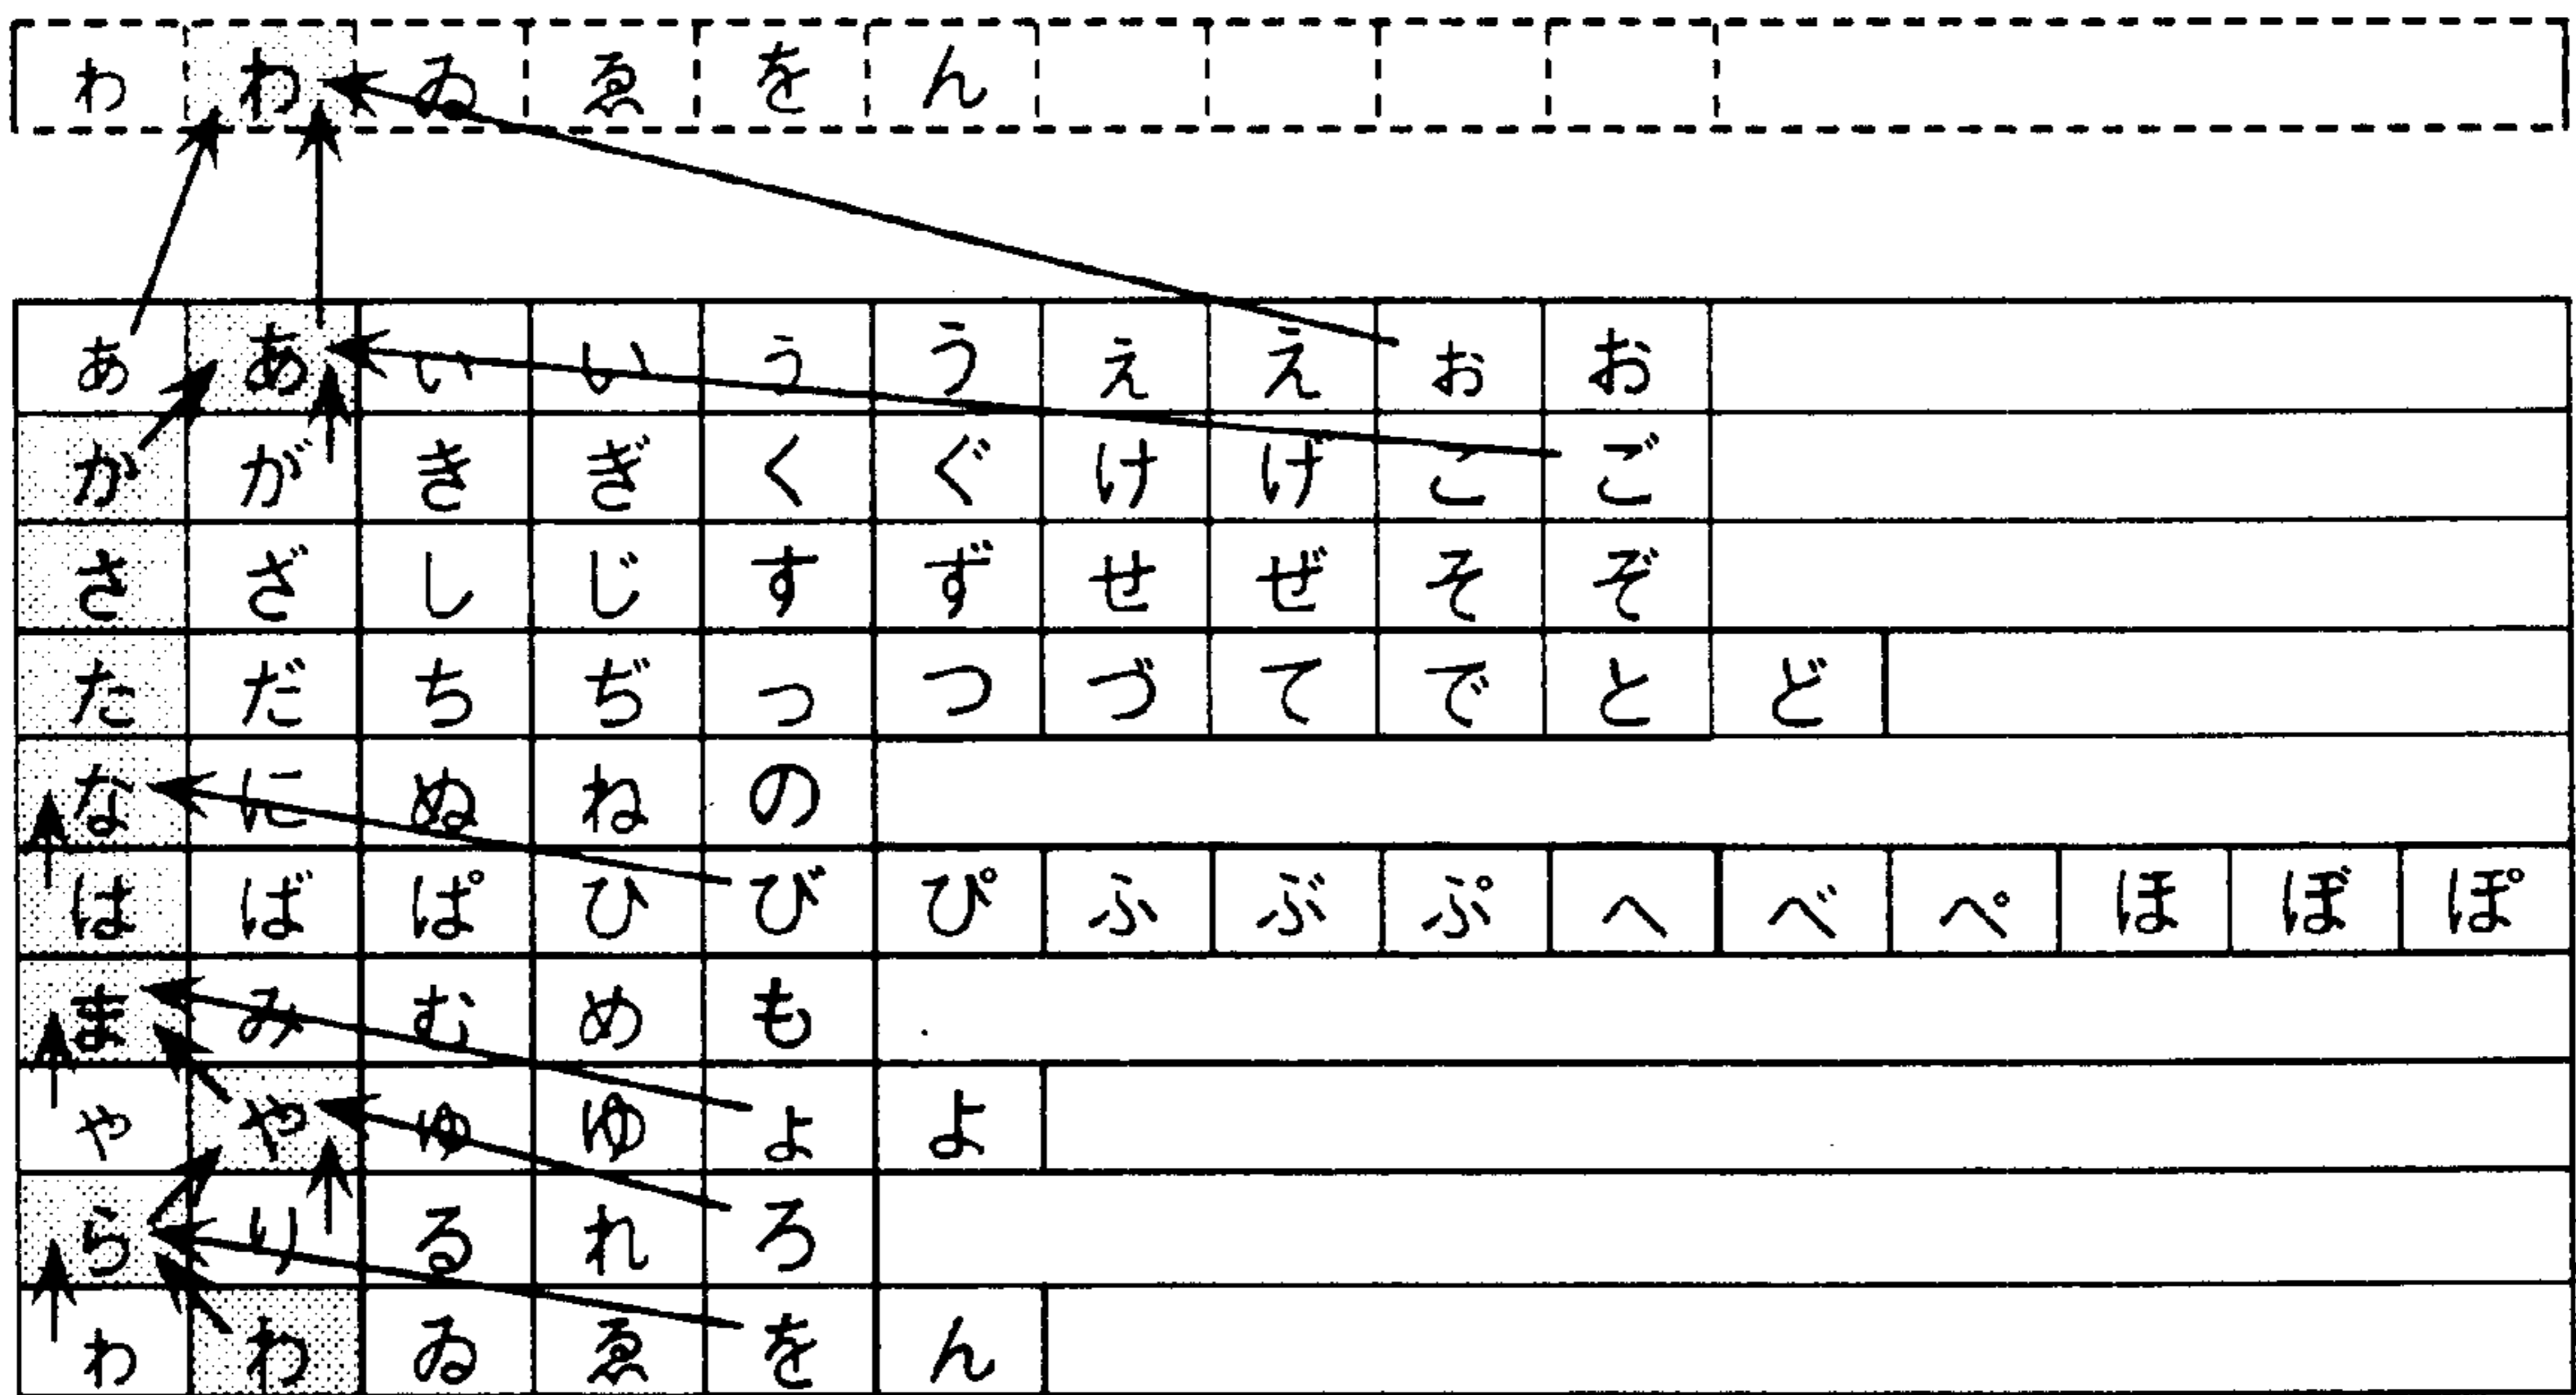 ゎ わ ゐ ゑ を ん
ぁ あ ぃ い ぅ う ぇ え ぉ お
か が き ぎ く ぐ け げ こ ご
さ ざ し じ す ず せ ぜ そ ぞ
た だ ち ぢ っ つ づ て で と ど
な に ぬ ね の
は ば ぱ ひ び ぴ ふ ぶ ぷ へ べ ぺ ほ ぼ ぽ
ま み む め も
ゃ や ゅ ゆ ょ よ
ら り る れ ろ
ゎ わ ゐ ゑ を ん